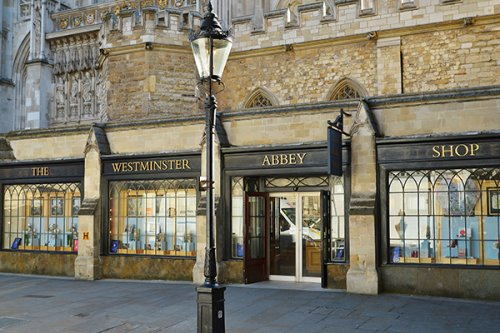 THE WESTMINSTER ABBEY SHOP
H